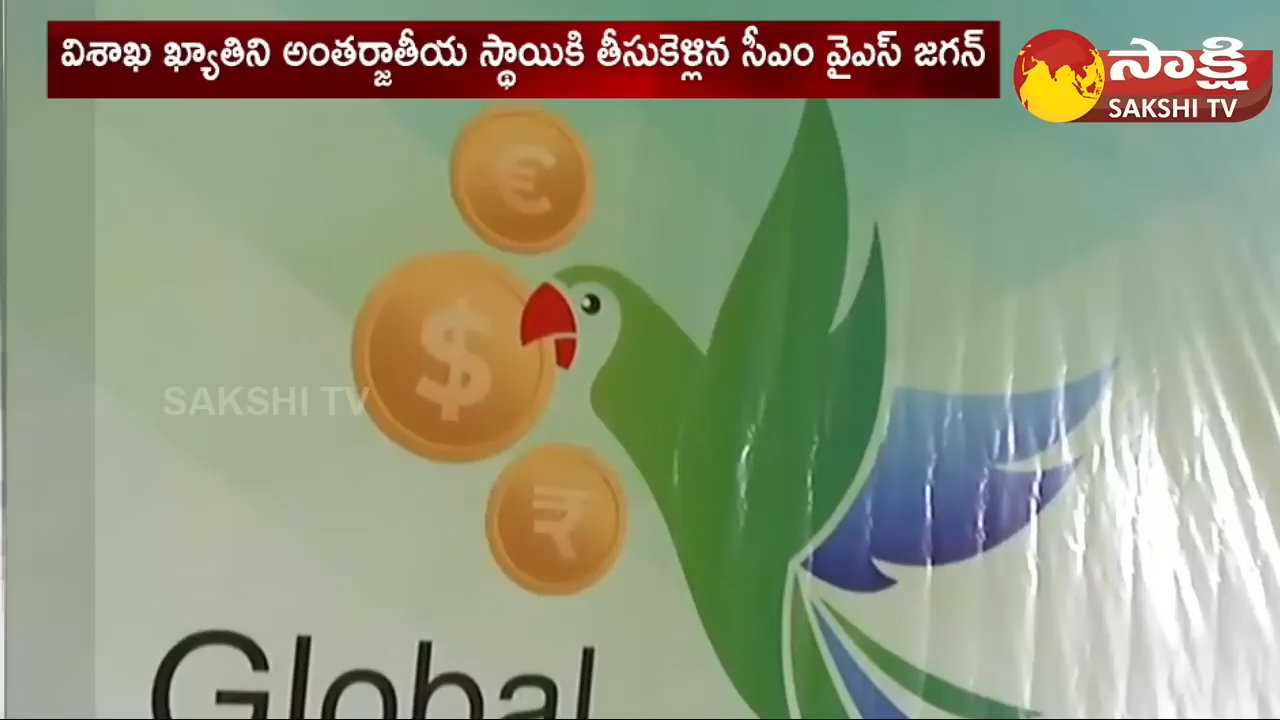 విశాఖ ఖ్యాతిని అంతర్జాతీయ స్థాయికి తీసుకెళ్లిన సీఎం వైఎస్ జగన్
సాక్షి
SAKSHI TV
€
$
SAKSHI TV
₹
Global